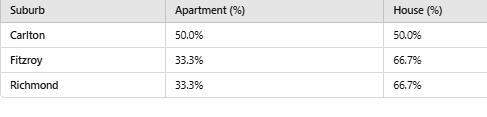 Suburb Apartment (%) House (%)
Carlton 50.0% 50.0%
Fitzroy 33.3% 66.7%
Richmond 33.3% 66.7%